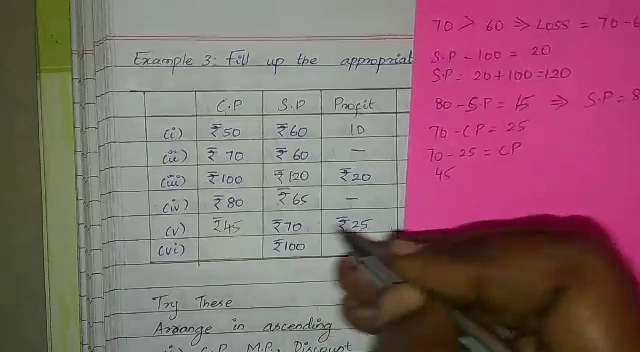 Example 3: Fill up the appropriat
C.P S.P Profit
(i) ₹50 ₹60 10
(ii) ₹70 ₹60 —
(iii) ₹100 ₹120 ₹20
(iv) ₹80 ₹65 —
(v) ₹45 ₹70 ₹25
(vi) ₹100
Try These
Arrange in ascending
C.P, M.P, Discount
70 > 60 ⇒ Loss = 70-6
S.P - 100 = 20
S.P = 20+100=120
80 - S.P = 15 ⇒ S.P = 8
70 - CP = 25
70 - 25 = CP
45